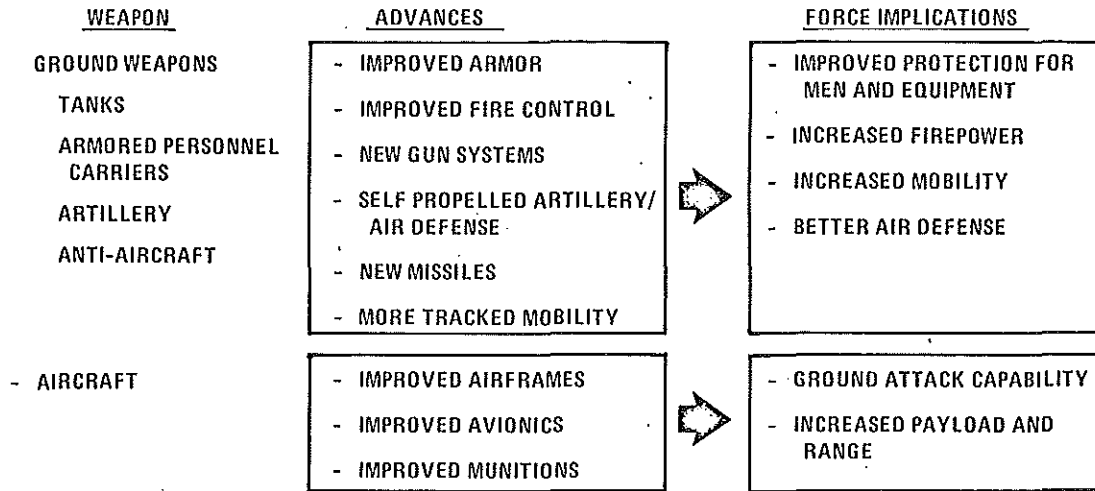 WEAPON
ADVANCES
FORCE IMPLICATIONS
GROUND WEAPONS
TANKS
ARMORED PERSONNEL
CARRIERS
ARTILLERY
ANTI-AIRCRAFT
- IMPROVED ARMOR
- IMPROVED FIRE CONTROL
- NEW GUN SYSTEMS
- SELF PROPELLED ARTILLERY/
AIR DEFENSE
- NEW MISSILES
- MORE TRACKED MOBILITY
- IMPROVED PROTECTION FOR
MEN AND EQUIPMENT
- INCREASED FIREPOWER
- INCREASED MOBILITY
- BETTER AIR DEFENSE
- AIRCRAFT
- IMPROVED AIRFRAMES
- IMPROVED AVIONICS
- IMPROVED MUNITIONS
- GROUND ATTACK CAPABILITY
- INCREASED PAYLOAD AND
RANGE